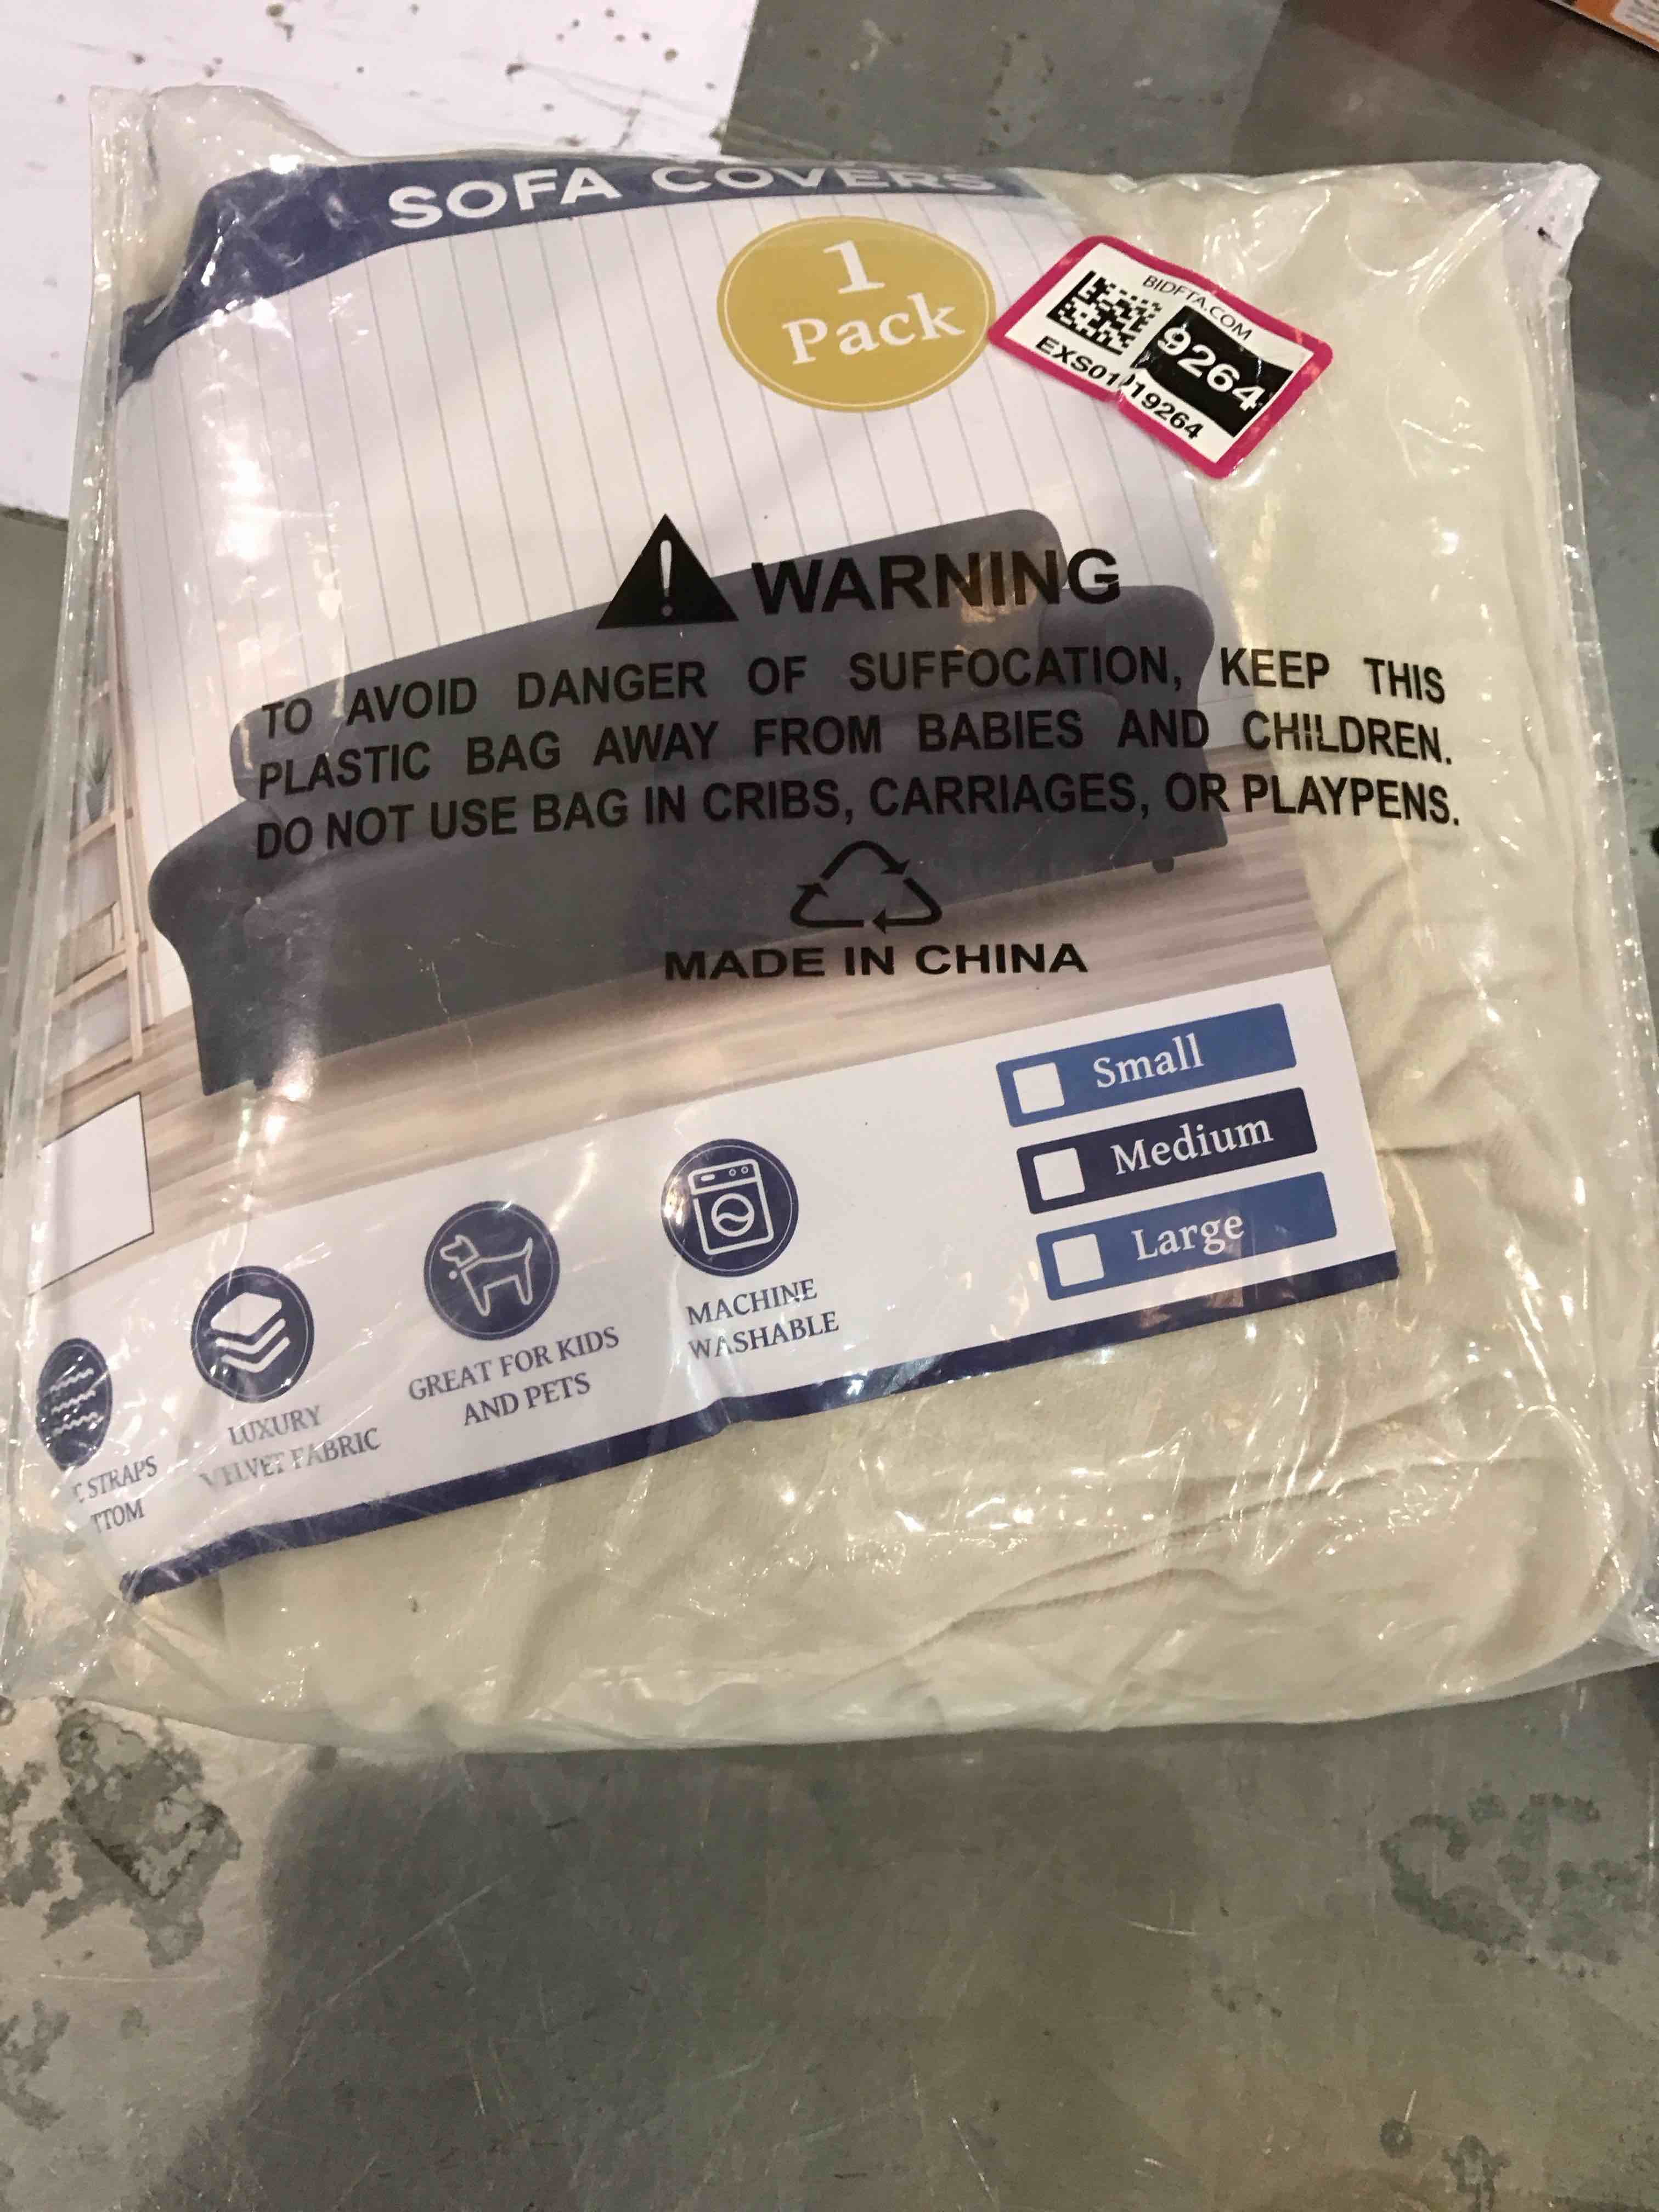 SOFA COVERS
1
Pack
BIDFTA.COM
9264
WARNING
TO AVOID DANGER OF SUFFOCATION, KEEP THIS
PLASTIC BAG AWAY FROM BABIES AND CHILDREN.
DO NOT USE BAG IN CRIBS, CARRIAGES, OR PLAYPENS.
MADE IN CHINA
Small
Medium
Large
STRAPS
TTOM
LUXURY
VELVET FABRIC
GREAT FOR KIDS
AND PETS
MACHINE
WASHABLE